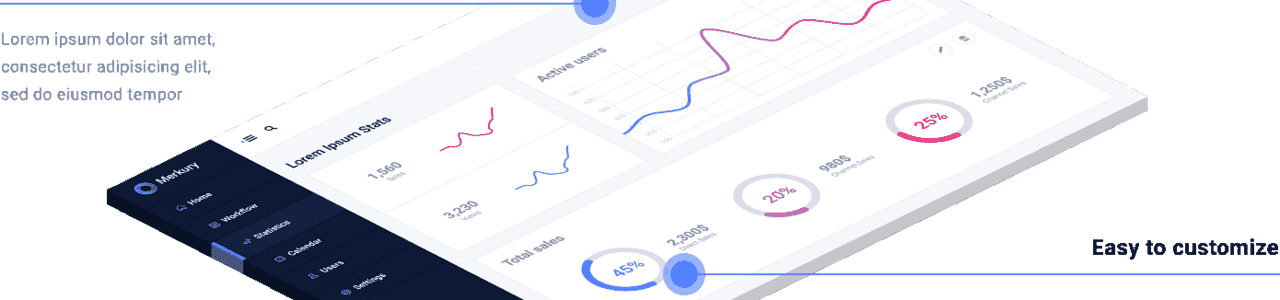 Lorem ipsum dolor sit amet,
consectetur adipisicing elit,
sed do eiusmod tempor
Merkury
Home
Workflow
Statistics
Calendar
Users
Settings
Lorem Ipsum Stats
1,560
Sales
3,230
Views
Active users
Total sales
45%
2,300$
Direct Sales
20%
980$
Channel Sales
25%
1,250$
Channel Sales
Easy to customize